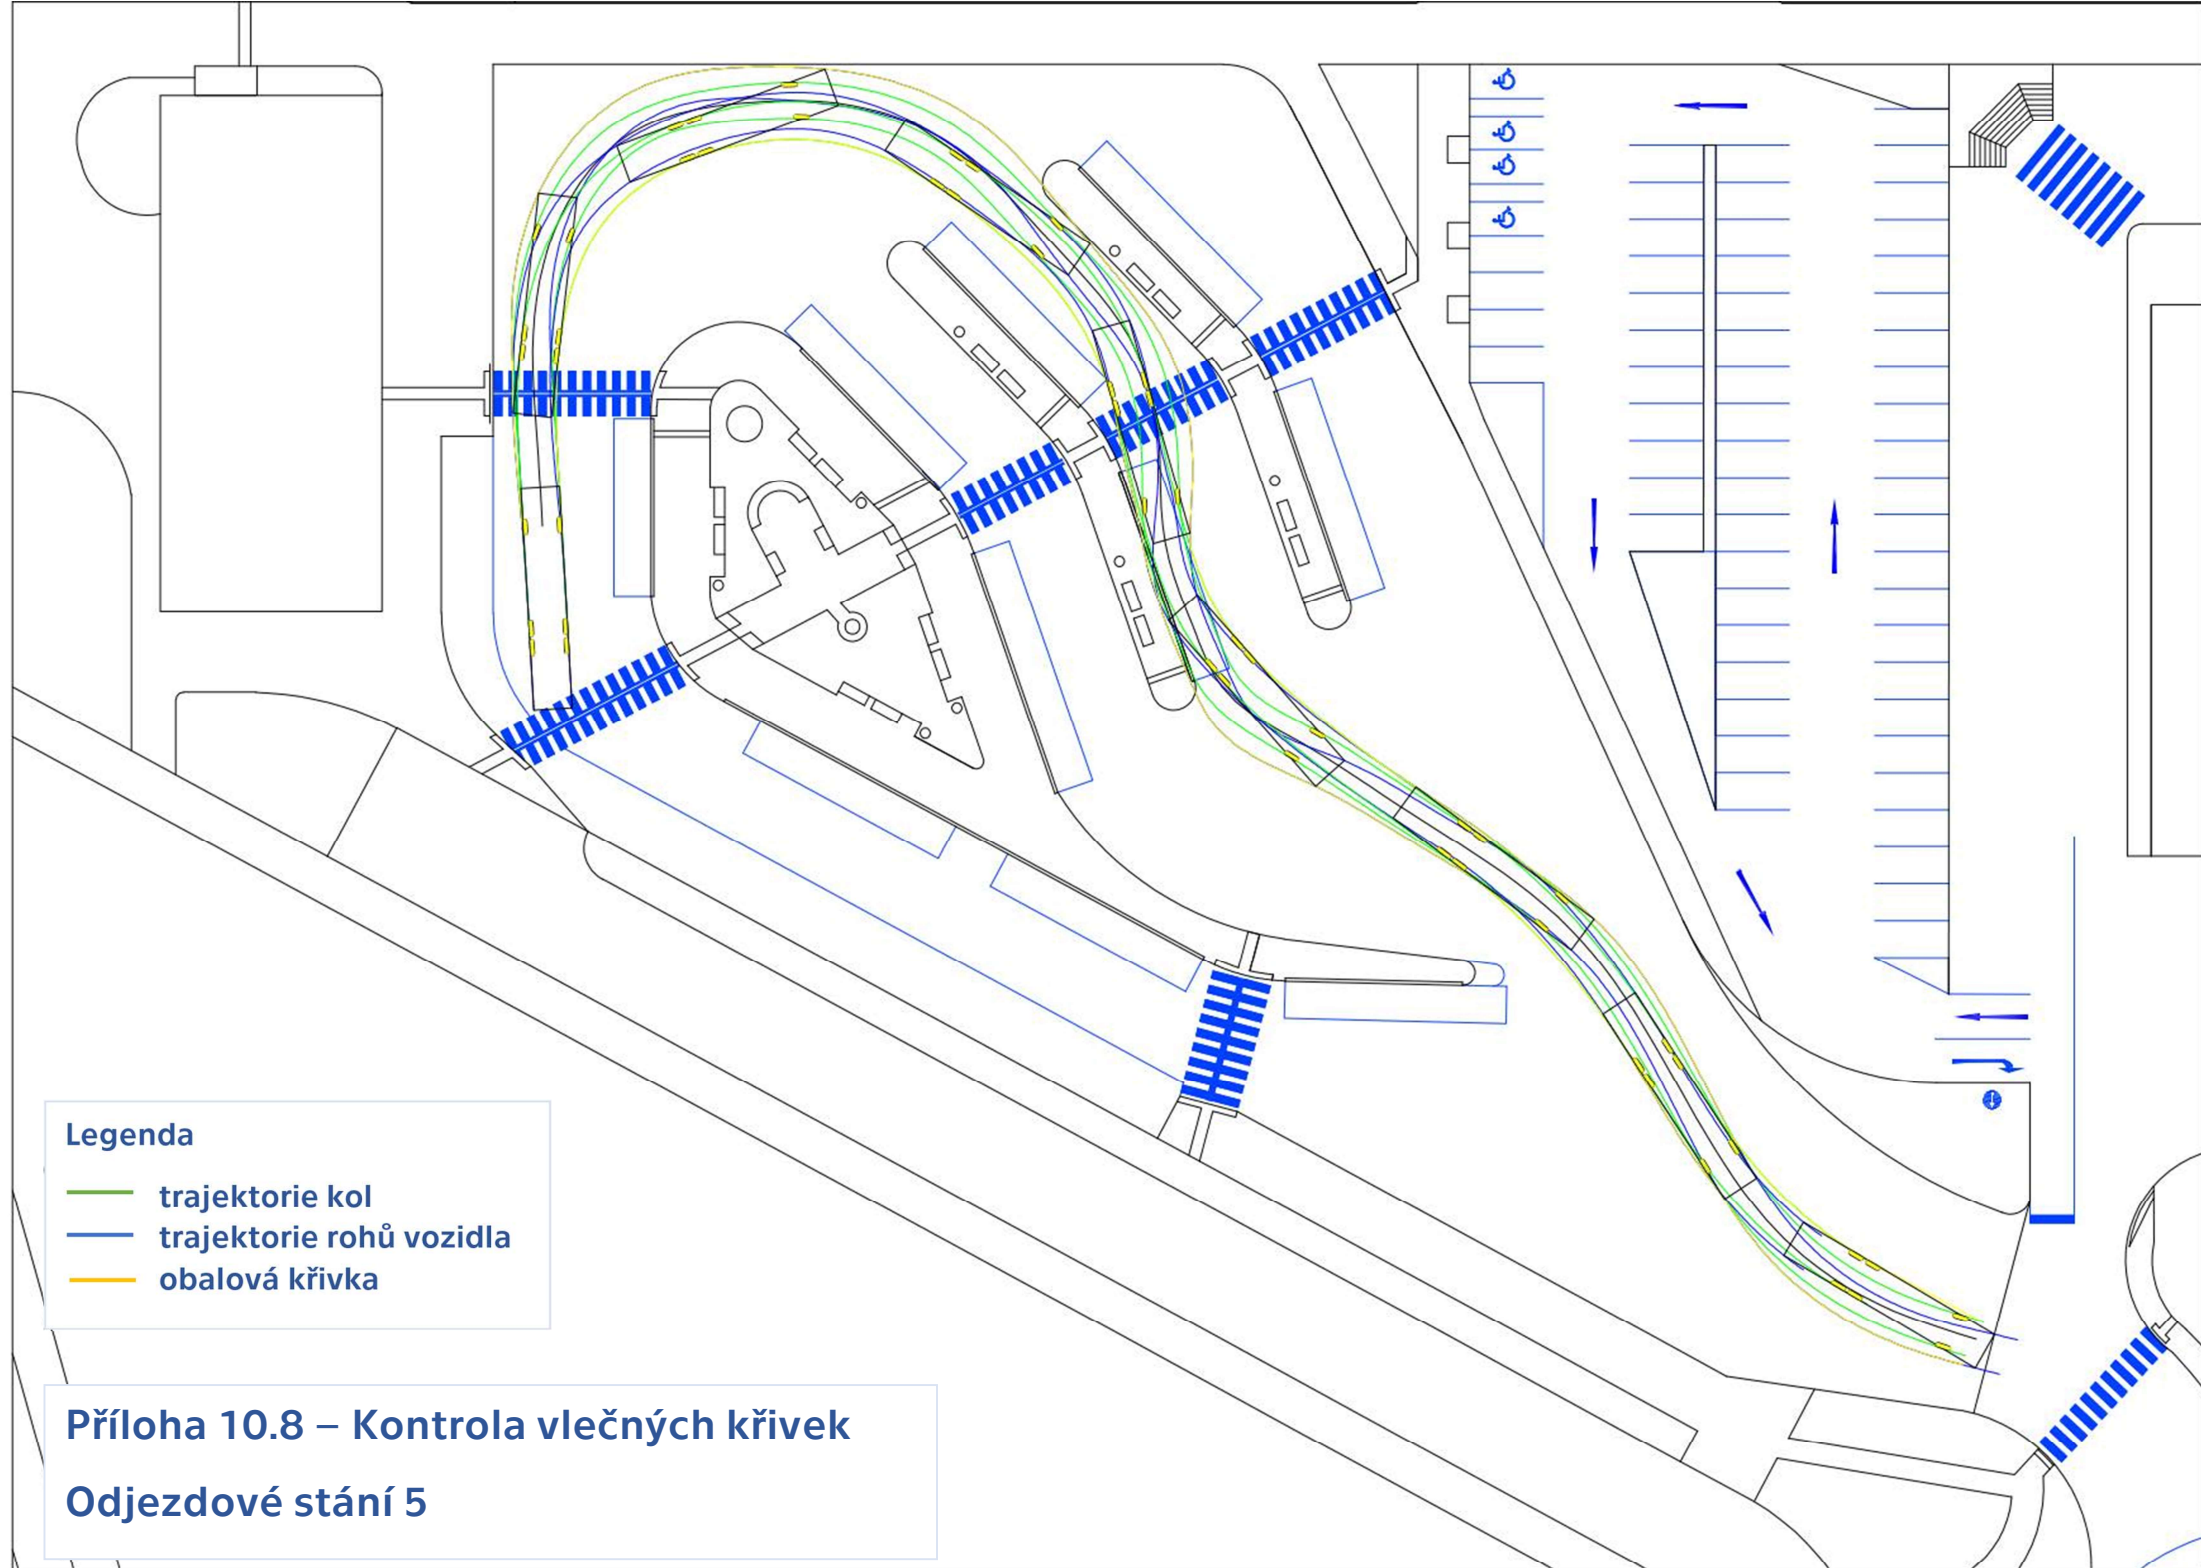 Legenda
trajektorie kol
trajektorie rohů vozidla
obalová křivka
Příloha 10.8 – Kontrola vlečných křivek
Odjezdové stání 5